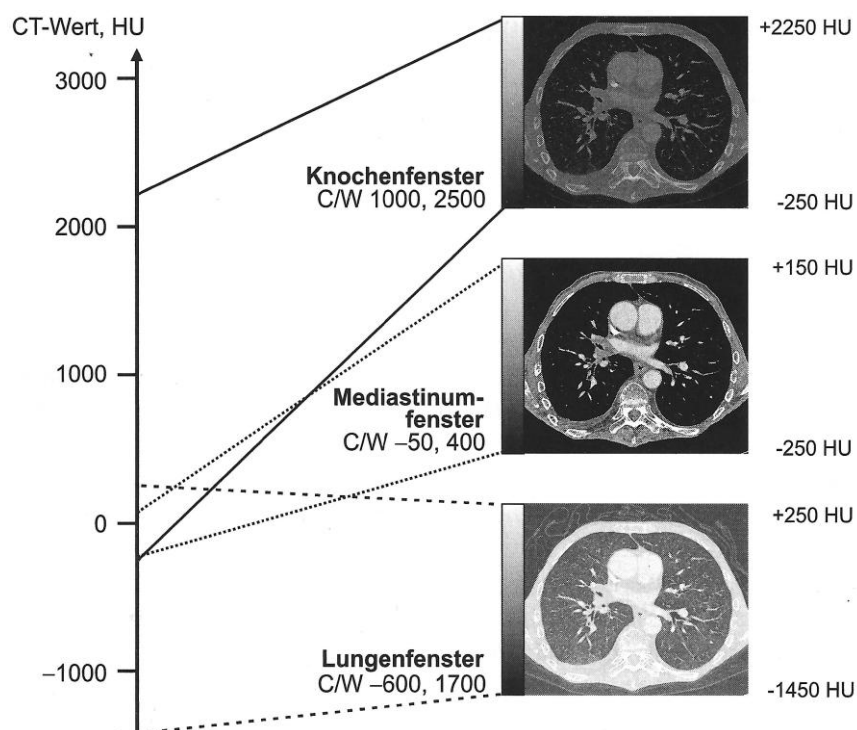 CT-Wert, HU
3000
2000
1000
0
–1000
Knochenfenster
C/W 1000, 2500
+2250 HU
-250 HU
Mediastinum-
fenster
C/W –50, 400
+150 HU
-250 HU
Lungenfenster
C/W –600, 1700
+250 HU
-1450 HU